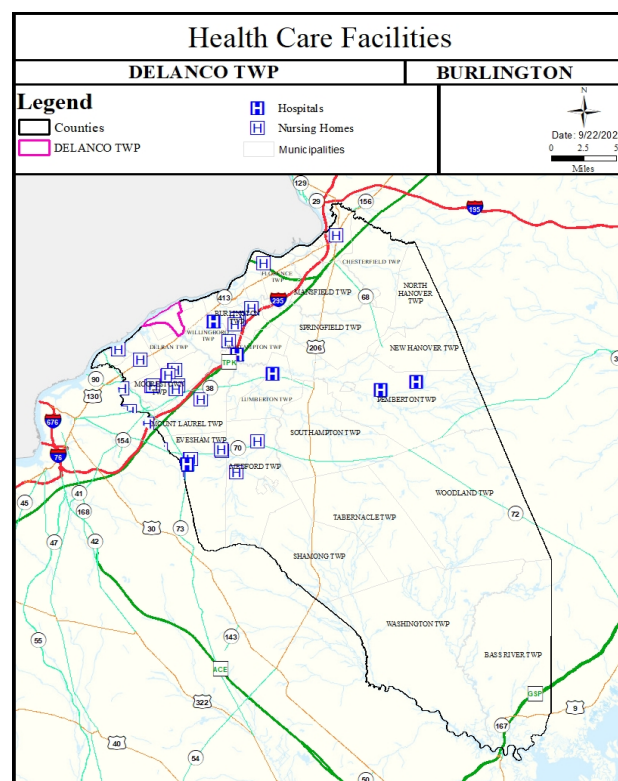 Health Care Facilities
DELANCO TWP
BURLINGTON
Legend
Counties
DELANCO TWP
Hospitals
Nursing Homes
Municipalities
N
Date: 9/22/202
0 2.5 5
Miles
129
29
156
195
CHESTERFIELD TWP
FLORENCE
TWP
MANSFIELD TWP
NORTH
HANOVER
TWP
413
295
68
WILLINGBORO
TWP
SPRINGFIELD TWP
206
DELRAN TWP
NEW HANOVER TWP
TPK
90
130
38
LUMBERTON TWP
PEMBERTON TWP
MOUNT LAUREL TWP
676
154
EVESHAM TWP
70
SOUTHAMPTON TWP
76
MEDFORD TWP
WOODLAND TWP
41
45
168
30
73
72
TABERNACLE TWP
47
42
SHAMONG TWP
WASHINGTON TWP
55
143
BASS RIVER TWP
ACE
GSP
322
9
167
40
54
50